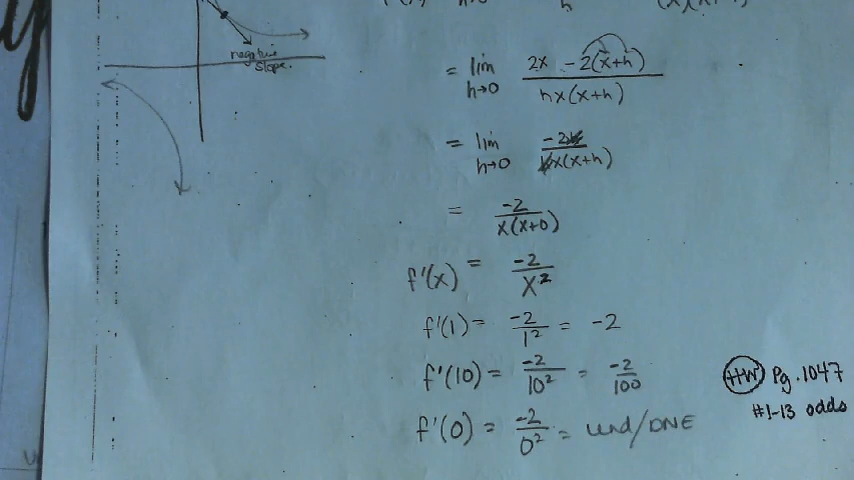 negative
slope.
= lim h→0 2x - 2(x+h) / hx(x+h)
= lim h→0 -2h / hx(x+h)
= -2 / x(x+0)
f'(x) = -2 / x²
f'(1) = -2 / 1² = -2
f'(10) = -2 / 10² = -2 / 100
HW Pg. 1047
#1-13 odds
f'(0) = -2 / 0² = und/DNE